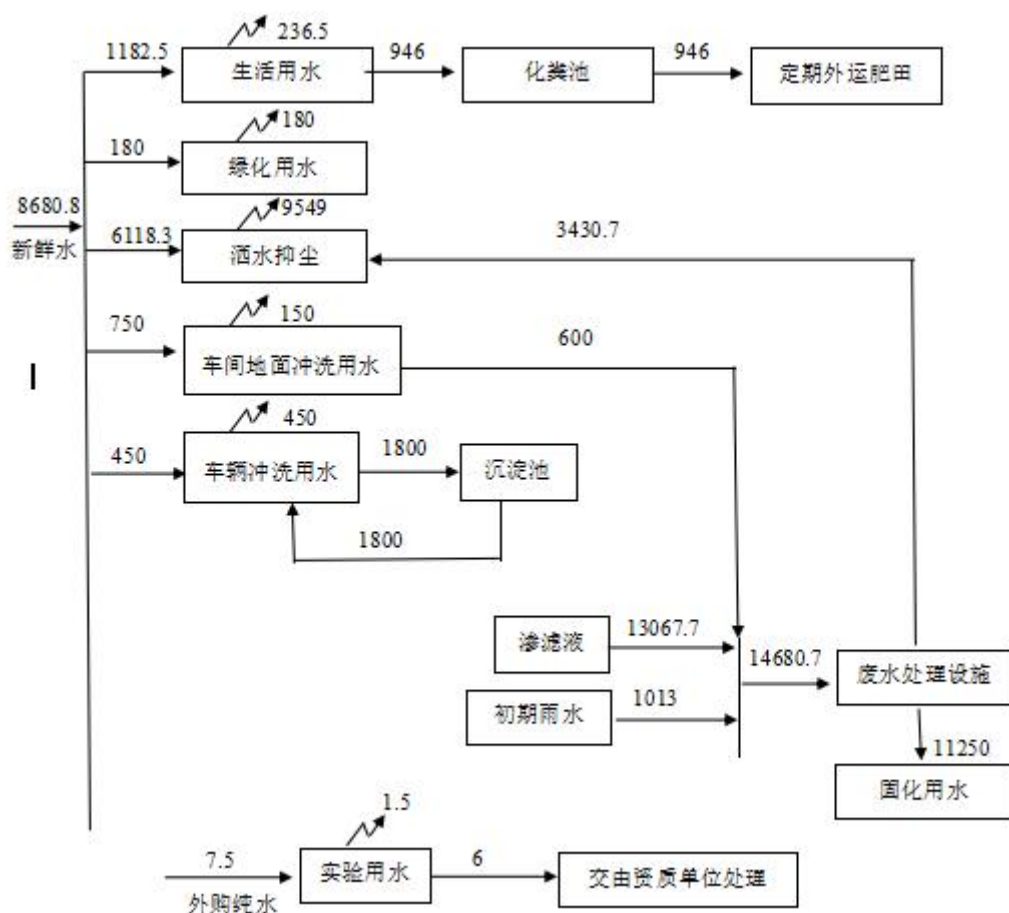 236.5
1182.5
生活用水
946
化粪池
946
定期外运肥田
180
180
绿化用水
8680.8
新鲜水
9549
6118.3
洒水抑尘
3430.7
150
750
车间地面冲洗用水
600
450
450
车辆冲洗用水
1800
沉淀池
1800
渗滤液
13067.7
14680.7
废水处理设施
初期雨水
1013
11250
固化用水
1.5
7.5
外购纯水
实验用水
6
交由资质单位处理